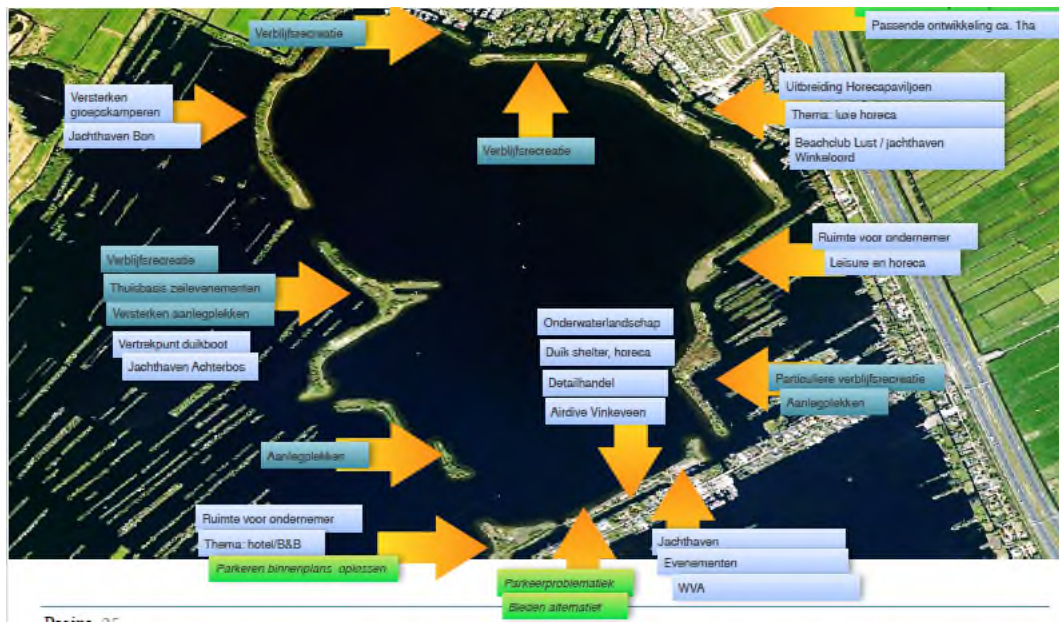 Verblijfsrecreatie
Passende ontwikkeling ca. 1ha
Versterken
groepskamperen
Jachthaven Bon
Verblijfsrecreatie
Uitbreiding Horecapaviljoen
Thema: luxe horeca
Beachclub Lust / jachthaven
Winkeloord
Verblijfsrecreatie
Thuisbasis zeilevenementen
Versterken aanlegplekken
Vertrekpunt duikboot
Jachthaven Achterbos
Ruimte voor ondernemer
Leisure en horeca
Onderwaterlandschap
Duik shelter, horeca
Detailhandel
Airdive Vinkeveen
Particuliere verblijfsrecreatie
Aanlegplekken
Aanlegplekken
Ruimte voor ondernemer
Thema: hotel/B&B
Parkeren binnenplans oplossen
Parkeerproblematiek
Bieden alternatief
Jachthaven
Evenementen
WVA